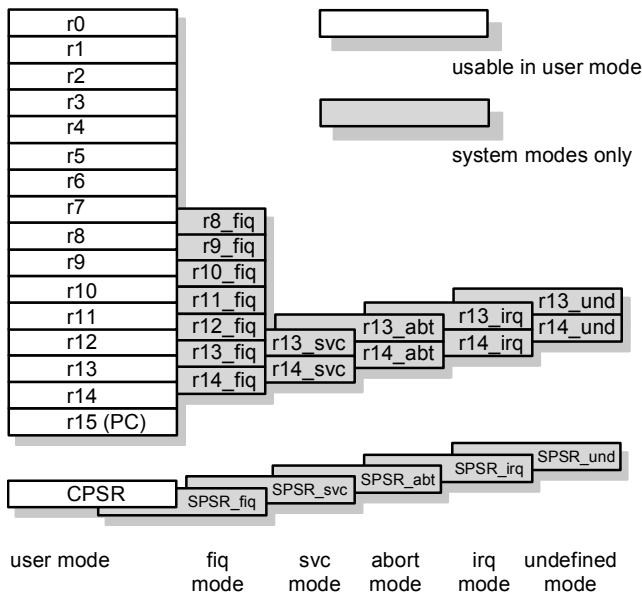 r0
r1
r2
r3
r4
r5
r6
r7
r8
r9
r10
r11
r12
r13
r14
r15 (PC)
r8_fiq
r9_fiq
r10_fiq
r11_fiq
r12_fiq
r13_fiq
r14_fiq
r13_svc
r14_svc
r13_abt
r14_abt
r13_irq
r14_irq
r13_und
r14_und
usable in user mode
system modes only
CPSR
SPSR_fiq
SPSR_svc
SPSR_abt
SPSR_irq
SPSR_und
user mode
fiq
mode
svc
mode
abort
mode
irq
mode
undefined
mode